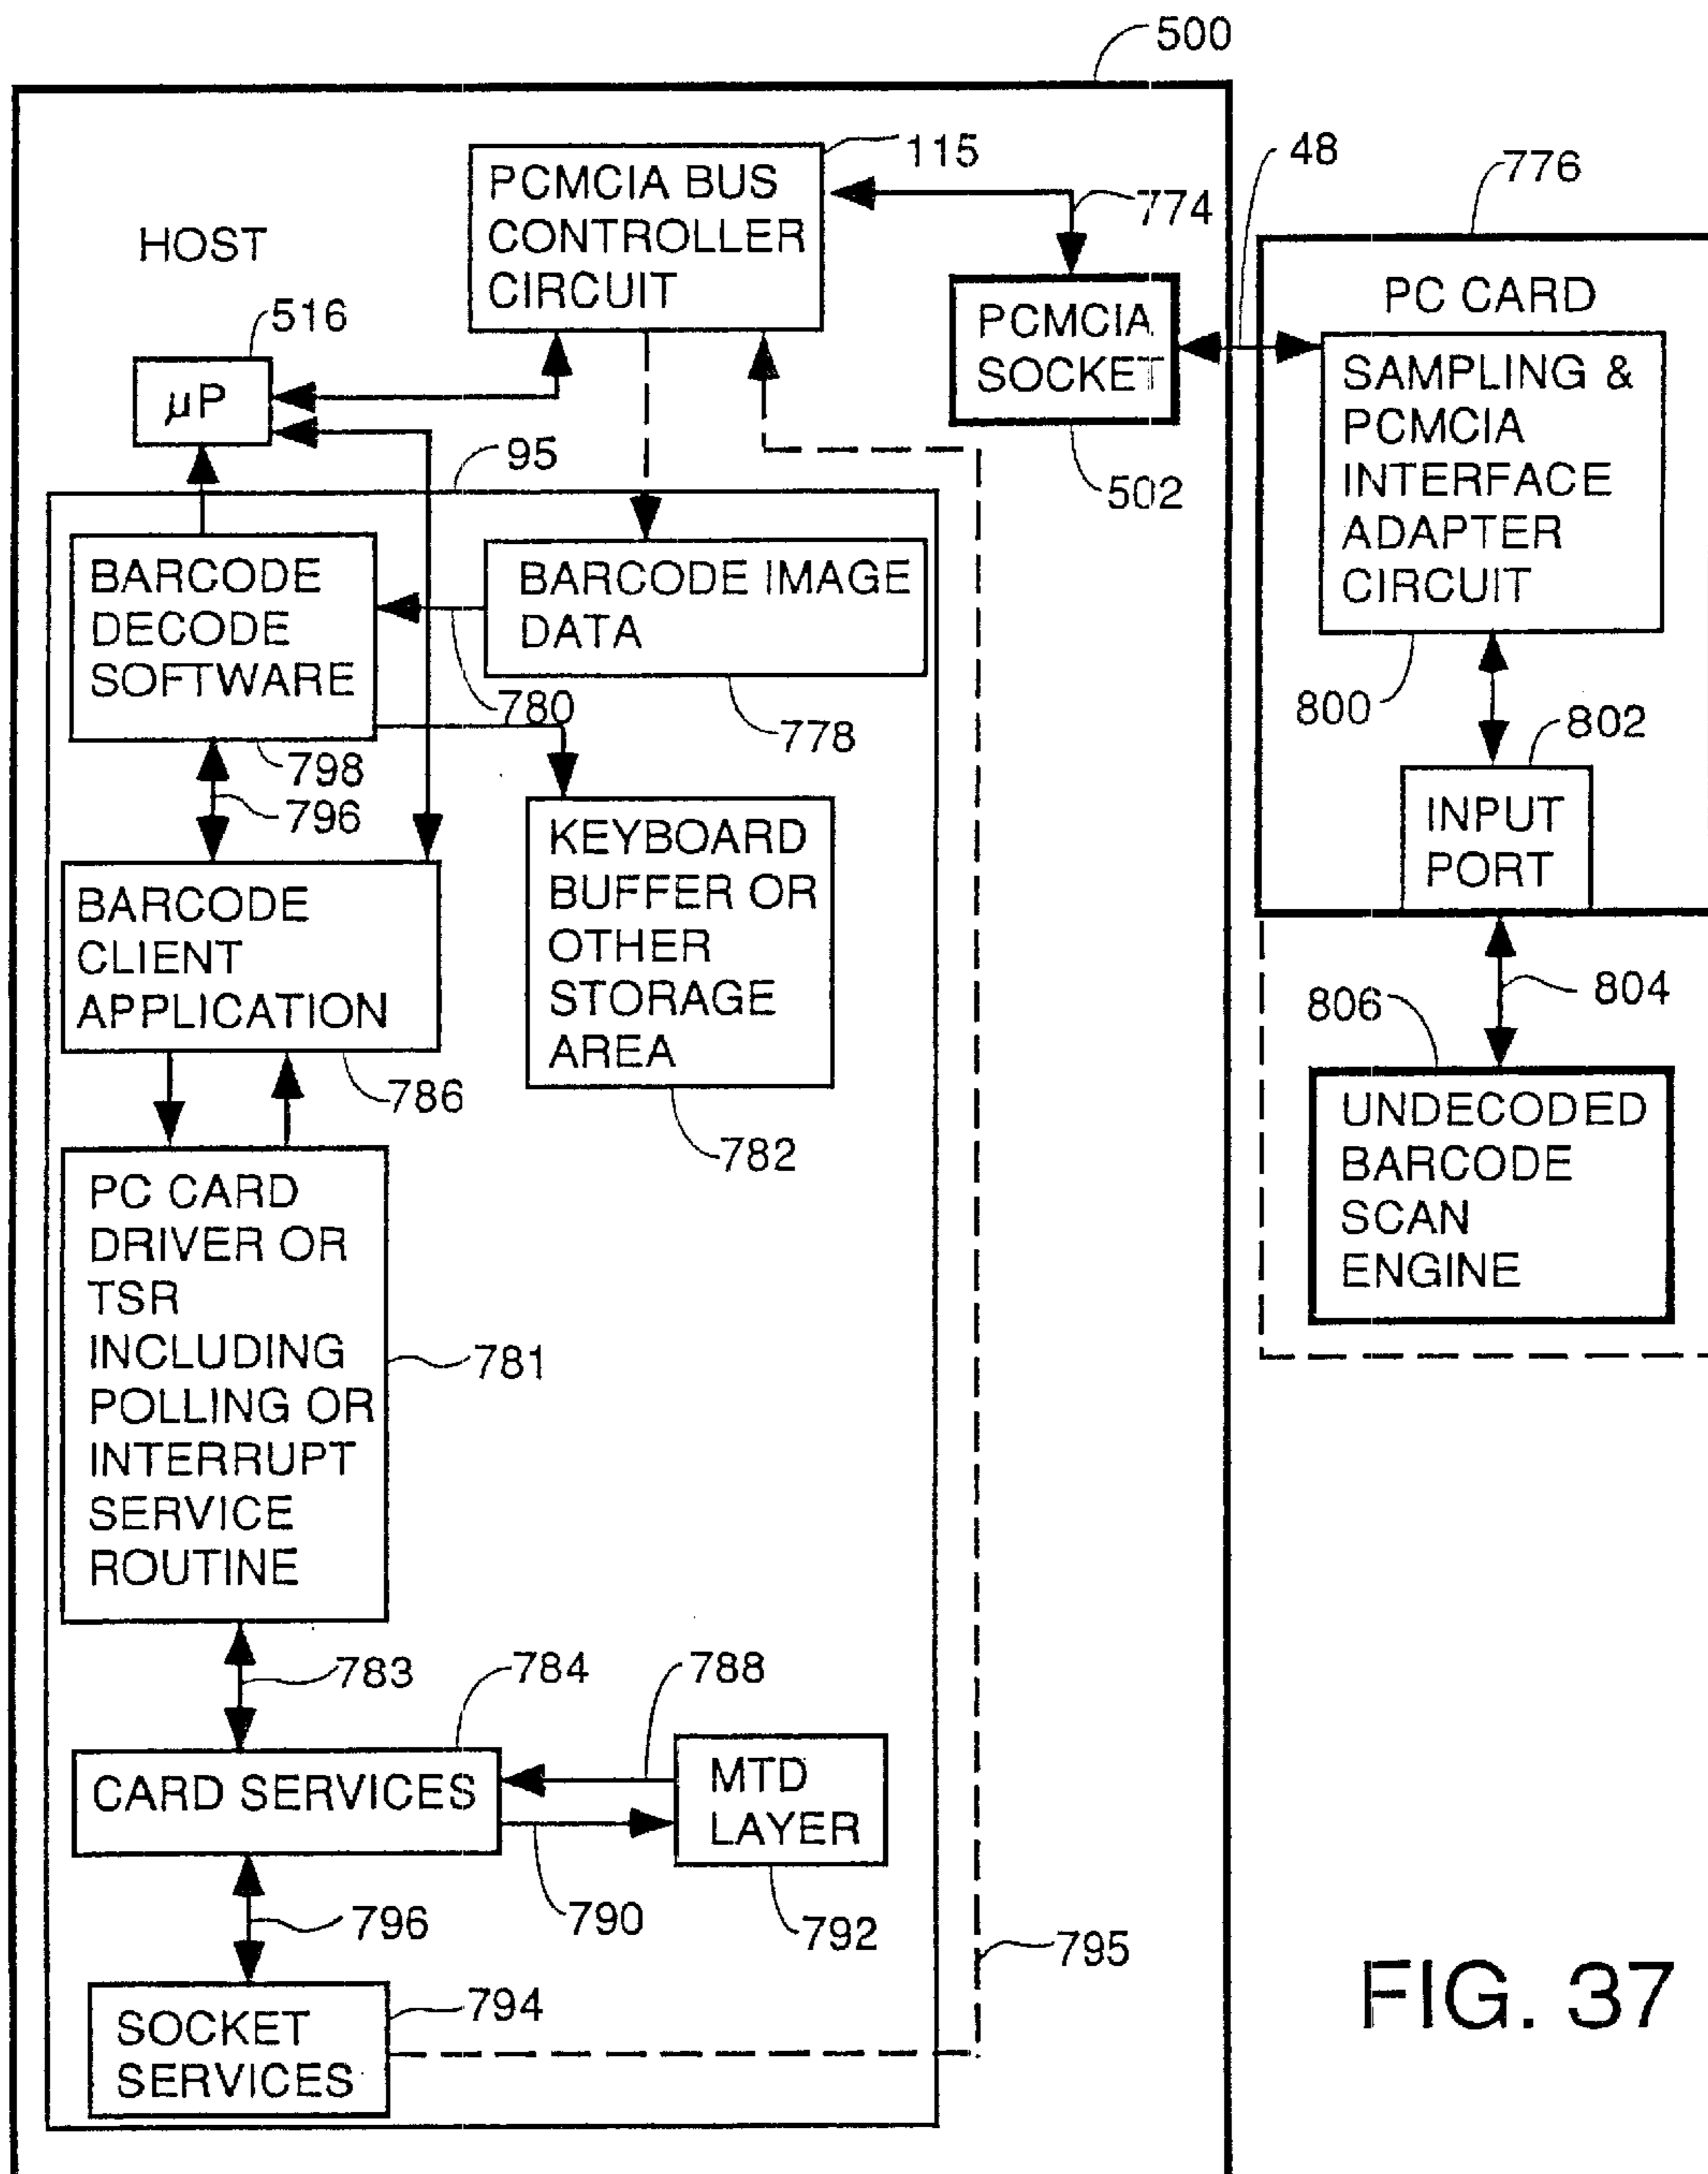 500
115
PCMCIA BUS
CONTROLLER
CIRCUIT
774
48
776
HOST
516
µP
PCMCIA
SOCKET
502
PC CARD
SAMPLING &
PCMCIA
INTERFACE
ADAPTER
CIRCUIT
800
802
INPUT
PORT
804
806
UNDECODED
BARCODE
SCAN
ENGINE
95
BARCODE
DECODE
SOFTWARE
BARCODE IMAGE
DATA
780
778
798
796
KEYBOARD
BUFFER OR
OTHER
STORAGE
AREA
782
BARCODE
CLIENT
APPLICATION
786
PC CARD
DRIVER OR
TSR
INCLUDING
POLLING OR
INTERRUPT
SERVICE
ROUTINE
781
783
784
788
CARD SERVICES
MTD
LAYER
790
792
796
795
794
SOCKET
SERVICES
FIG. 37